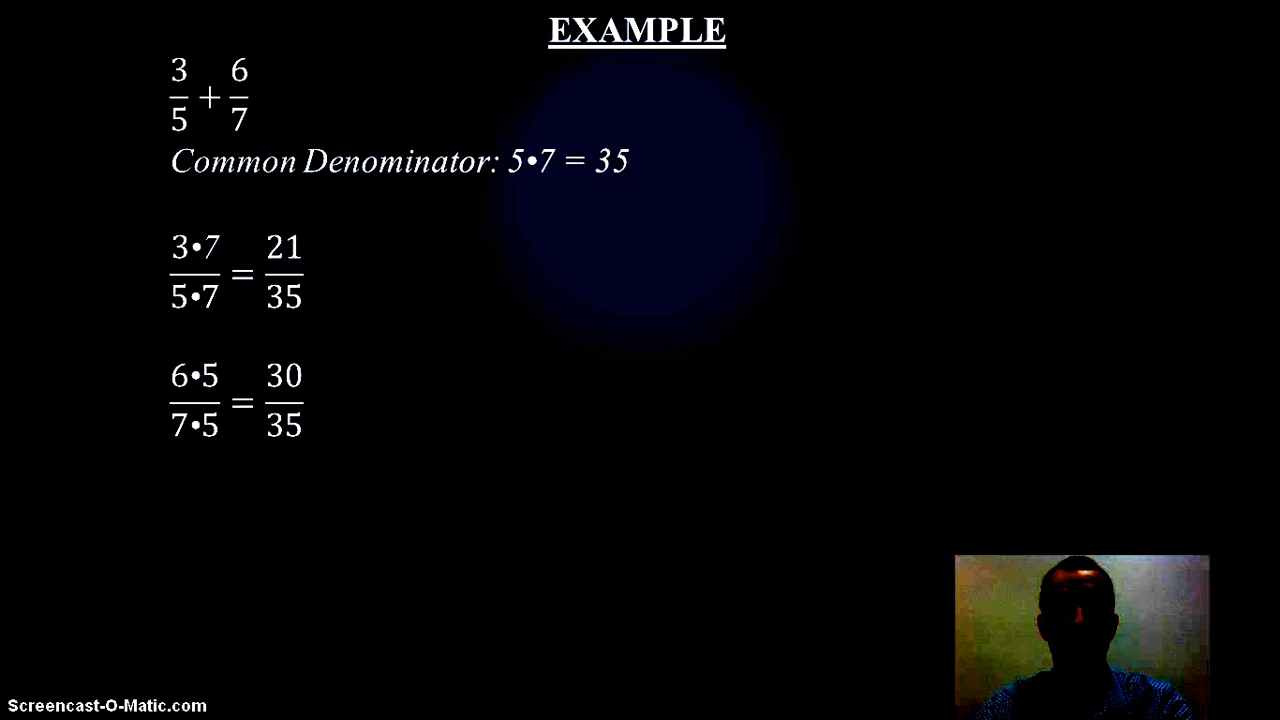 EXAMPLE
3/5 + 6/7
Common Denominator: 5•7 = 35
3•7/5•7 = 21/35
6•5/7•5 = 30/35
Screencast-O-Matic.com